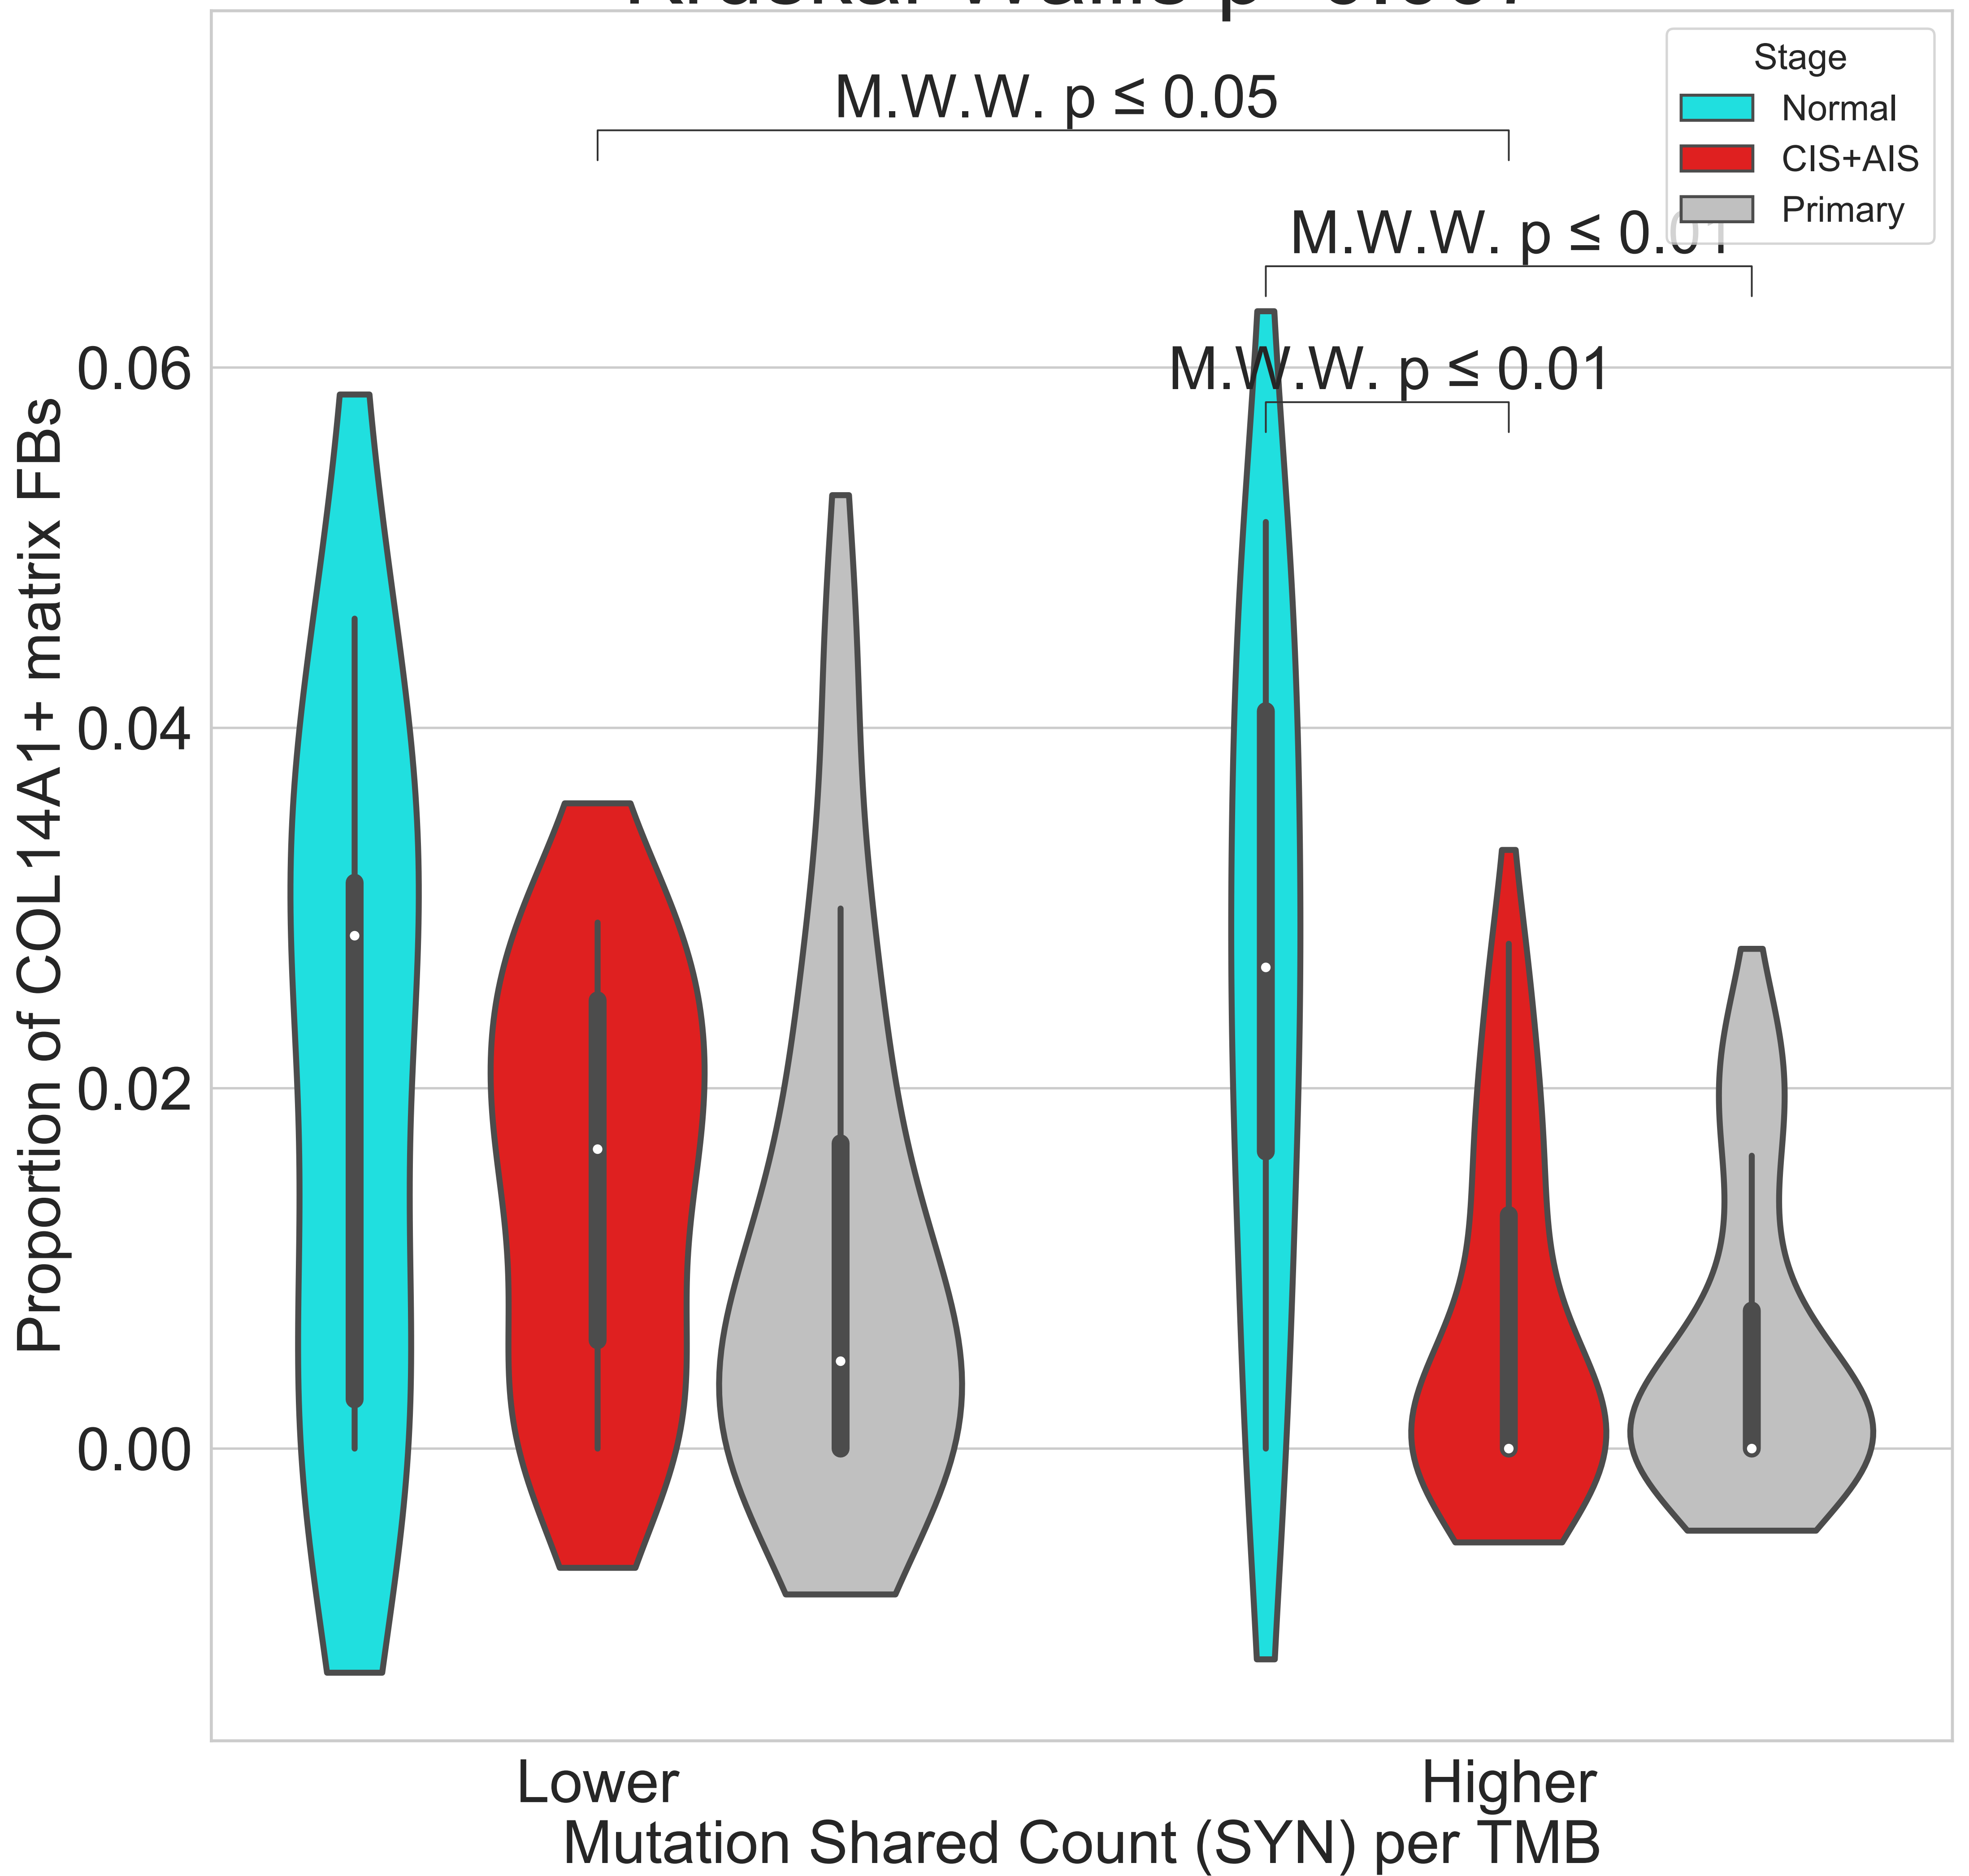 M.W.W. p ≤ 0.05
Stage
Normal
CIS+AIS
Primary
M.W.W. p ≤ 0.01
M.W.W. p ≤ 0.01
0.06
0.04
0.02
0.00
Proportion of COL14A1+ matrix FBs
Lower
Higher
Mutation Shared Count (SYN) per TMB